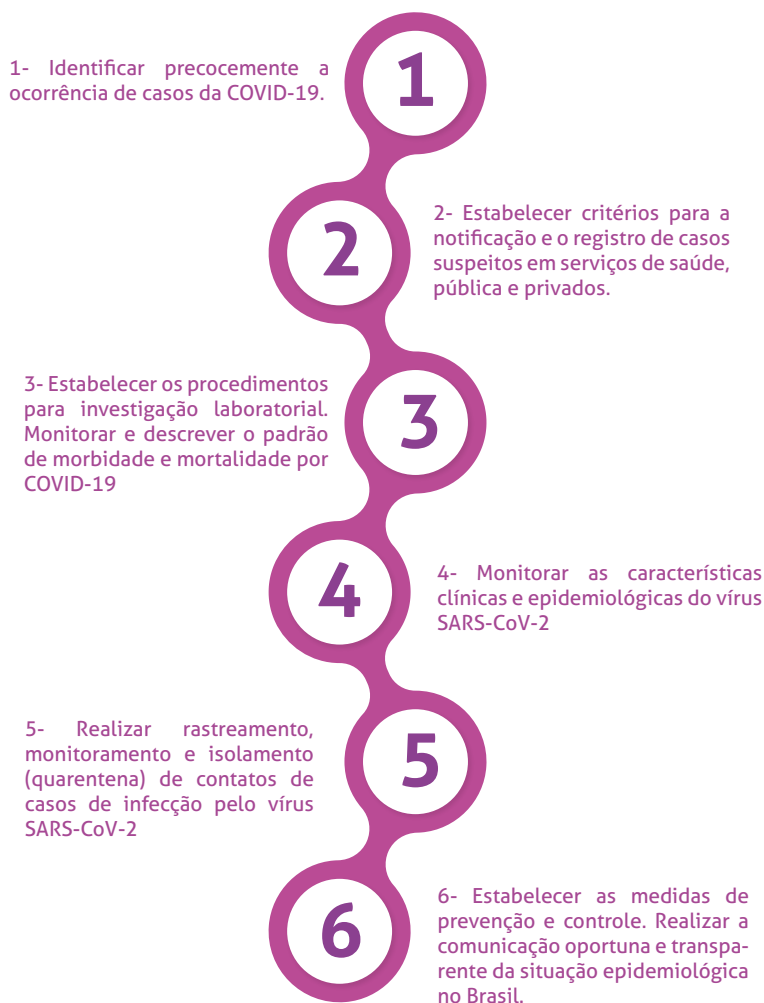 1- Identificar precocemente a
ocorrência de casos da COVID-19.
1
2
2- Estabelecer critérios para a
notificação e o registro de casos
suspeitos em serviços de saúde,
pública e privados.
3- Estabelecer os procedimentos
para investigação laboratorial.
Monitorar e descrever o padrão
de morbidade e mortalidade por
COVID-19
3
4
4- Monitorar as características
clínicas e epidemiológicas do vírus
SARS-CoV-2
5- Realizar rastreamento,
monitoramento e isolamento
(quarentena) de contatos de
casos de infecção pelo vírus
SARS-CoV-2
5
6
6- Estabelecer as medidas de
prevenção e controle. Realizar a
comunicação oportuna e transpa-
rente da situação epidemiológica
no Brasil.